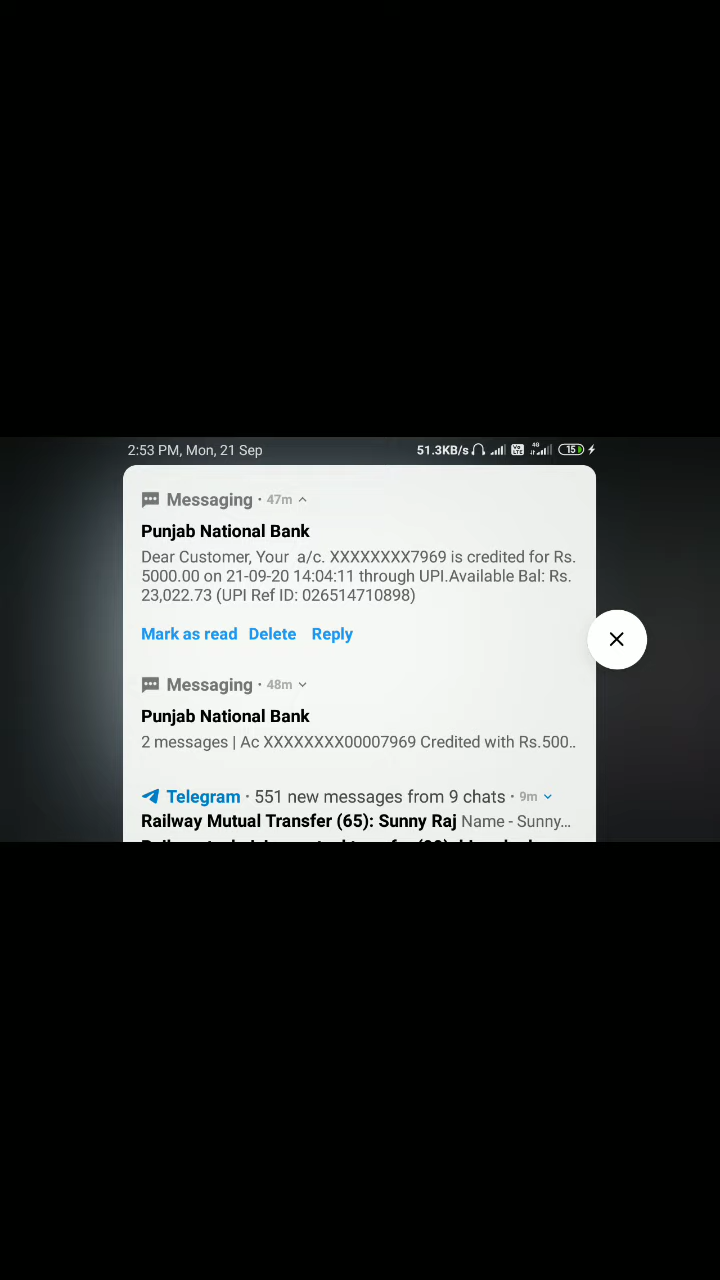 2:53 PM, Mon, 21 Sep 51.3KB/s Vo LTE 4G 15
Messaging · 47m
Punjab National Bank
Dear Customer, Your a/c. XXXXXXXX7969 is credited for Rs.
5000.00 on 21-09-20 14:04:11 through UPI.Available Bal: Rs.
23,022.73 (UPI Ref ID: 026514710898)
Mark as read Delete Reply
Messaging · 48m
Punjab National Bank
2 messages | Ac XXXXXXXX00007969 Credited with Rs.500..
Telegram · 551 new messages from 9 chats · 9m
Railway Mutual Transfer (65): Sunny Raj Name - Sunny...